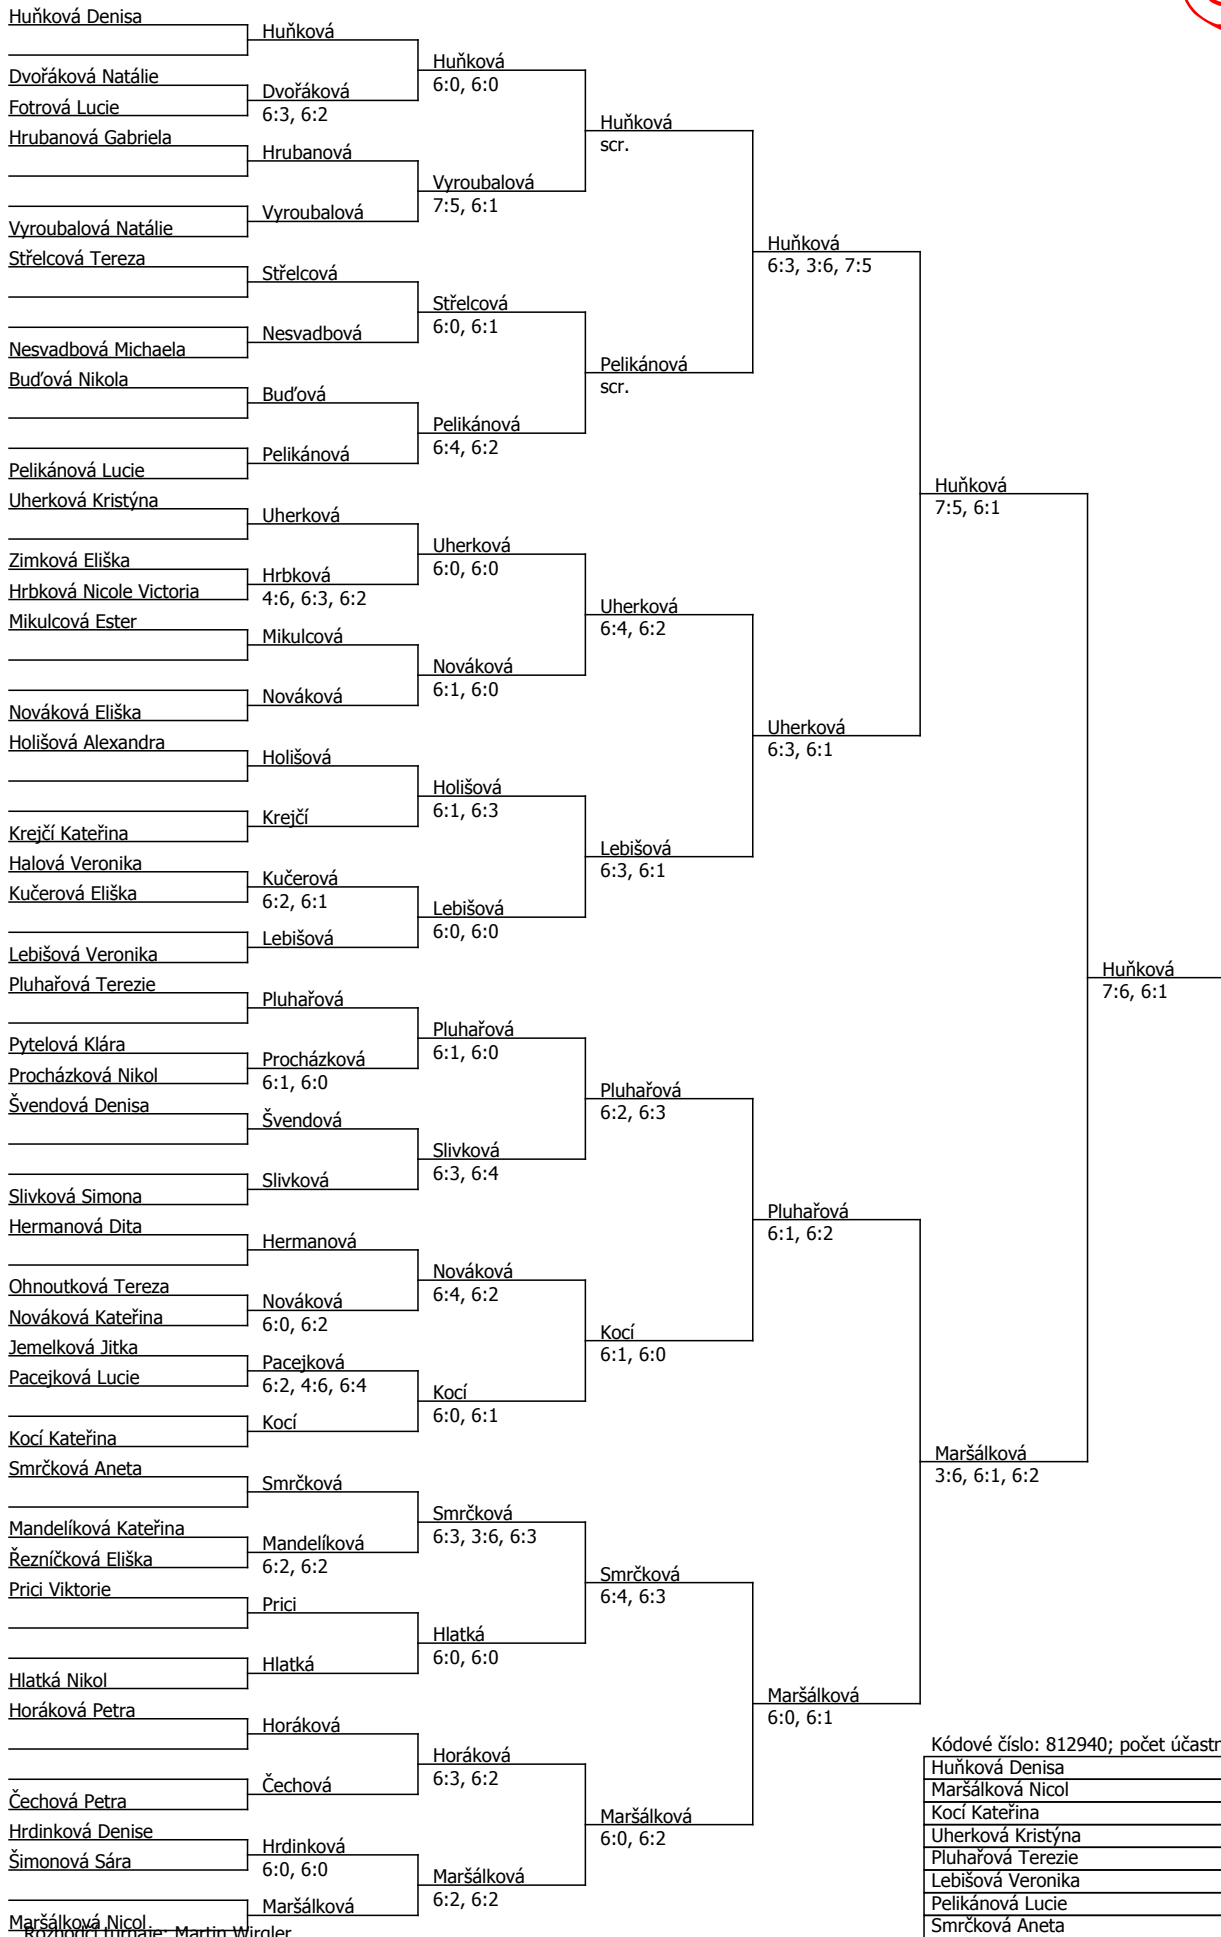 Huňková Denisa
Dvořáková Natálie
Fotrová Lucie
Hrubanová Gabriela
Vyroubalová Natálie
Střelcová Tereza
Nesvadbová Michaela
Buďová Nikola
Pelikánová Lucie
Uherková Kristýna
Zimková Eliška
Hrbková Nicole Victoria
Mikulcová Ester
Nováková Eliška
Holišová Alexandra
Krejčí Kateřina
Halová Veronika
Kučerová Eliška
Lebišová Veronika
Pluhařová Terezie
Pytelová Klára
Procházková Nikol
Švendová Denisa
Slivková Simona
Hermanová Dita
Ohnoutková Tereza
Nováková Kateřina
Jemelková Jitka
Pacejková Lucie
Kocí Kateřina
Smrčková Aneta
Mandelíková Kateřina
Řezníčková Eliška
Prici Viktorie
Hlatká Nikol
Horáková Petra
Čechová Petra
Hrdinková Denise
Šimonová Sára
Maršálková Nicol
Rozhodčí turnaje: Martin Wirgler
Huňková
Dvořáková
6:3, 6:2
Hrubanová
Vyroubalová
Střelcová
Nesvadbová
Buďová
Pelikánová
Uherková
Hrbková
4:6, 6:3, 6:2
Mikulcová
Nováková
Holišová
Krejčí
Kučerová
6:2, 6:1
Lebišová
Pluhařová
Procházková
6:1, 6:0
Švendová
Slivková
Hermanová
Nováková
6:0, 6:2
Pacejková
6:2, 4:6, 6:4
Kocí
Smrčková
Mandelíková
6:2, 6:2
Prici
Hlatká
Horáková
Čechová
Hrdinková
6:0, 6:0
Maršálková
Huňková
6:0, 6:0
Vyroubalová
7:5, 6:1
Střelcová
6:0, 6:1
Pelikánová
6:4, 6:2
Uherková
6:0, 6:0
Nováková
6:1, 6:0
Holišová
6:1, 6:3
Lebišová
6:0, 6:0
Pluhařová
6:1, 6:0
Slivková
6:3, 6:4
Nováková
6:4, 6:2
Kocí
6:0, 6:1
Smrčková
6:3, 3:6, 6:3
Hlatká
6:0, 6:0
Horáková
6:3, 6:2
Maršálková
6:2, 6:2
Huňková
scr.
Pelikánová
scr.
Uherková
6:4, 6:2
Lebišová
6:3, 6:1
Pluhařová
6:2, 6:3
Kocí
6:1, 6:0
Smrčková
6:4, 6:3
Maršálková
6:0, 6:2
Huňková
6:3, 3:6, 7:5
Uherková
6:3, 6:1
Pluhařová
6:1, 6:2
Maršálková
6:0, 6:1
Huňková
7:5, 6:1
Maršálková
3:6, 6:1, 6:2
Huňková
7:6, 6:1
Kódové číslo: 812940; počet účastn
Huňková Denisa
Maršálková Nicol
Kocí Kateřina
Uherková Kristýna
Pluhařová Terezie
Lebišová Veronika
Pelikánová Lucie
Smrčková Aneta